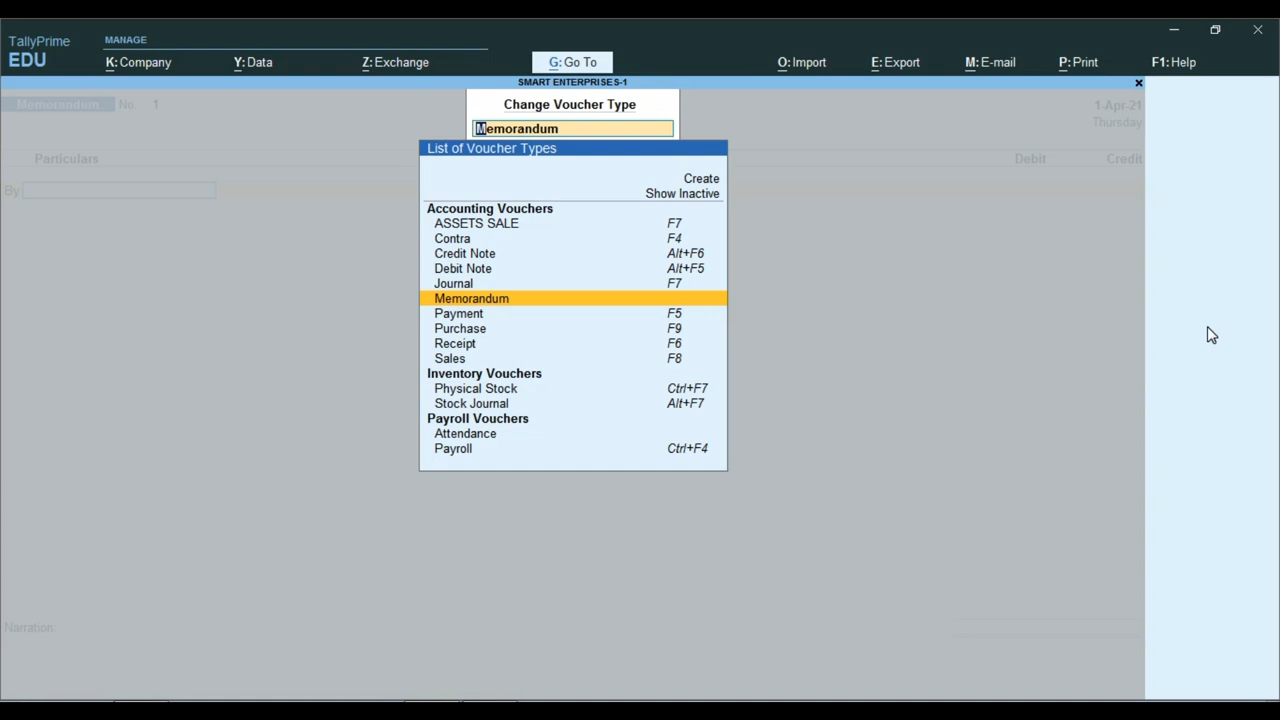 TallyPrime
EDU
MANAGE
K: Company
Y: Data
Z: Exchange
G: Go To
O: Import
E: Export
M: E-mail
P: Print
F1: Help
SMART ENTERPRISES-1
Memorandum No. 1
1-Apr-21
Thursday
Particulars
Debit
Credit
By
Change Voucher Type
Memorandum
List of Voucher Types
Create
Show Inactive
Accounting Vouchers
ASSETS SALE F7
Contra F4
Credit Note Alt+F6
Debit Note Alt+F5
Journal F7
Memorandum
Payment F5
Purchase F9
Receipt F6
Sales F8
Inventory Vouchers
Physical Stock Ctrl+F7
Stock Journal Alt+F7
Payroll Vouchers
Attendance
Payroll Ctrl+F4
Narration: